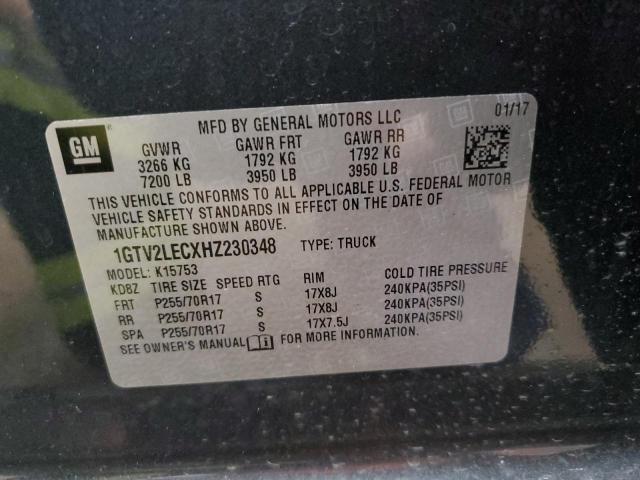 MFD BY GENERAL MOTORS LLC 01/17
GM GVWR GAWR FRT GAWR RR
3266 KG 1792 KG 1792 KG
7200 LB 3950 LB 3950 LB
THIS VEHICLE CONFORMS TO ALL APPLICABLE U.S. FEDERAL MOTOR
VEHICLE SAFETY STANDARDS IN EFFECT ON THE DATE OF
MANUFACTURE SHOWN ABOVE.
1GTV2LECXHZ230348 TYPE: TRUCK
MODEL: K15753
KD8Z TIRE SIZE SPEED RTG RIM COLD TIRE PRESSURE
FRT P255/70R17 S 17X8J 240KPA(35PSI)
RR P255/70R17 S 17X8J 240KPA(35PSI)
SPA P255/70R17 S 17X7.5J 240KPA(35PSI)
SEE OWNER'S MANUAL FOR MORE INFORMATION.